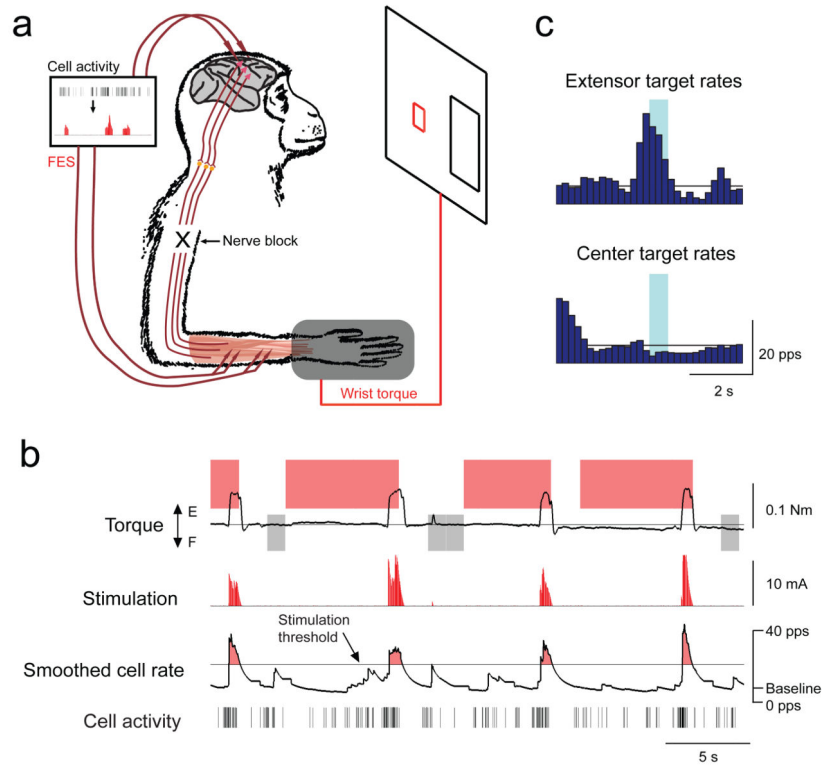 a
Cell activity
FES
Nerve block
Wrist torque
c
Extensor target rates
Center target rates
20 pps
2 s
b
E
Torque
F
0.1 Nm
Stimulation
10 mA
Stimulation
threshold
40 pps
Smoothed cell rate
Baseline
0 pps
Cell activity
5 s